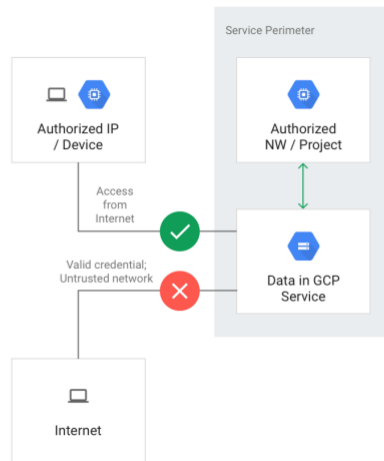 Service Perimeter
Authorized IP
/ Device
Authorized
NW / Project
Access
from
Internet
Valid credential;
Untrusted network
Data in GCP
Service
Internet